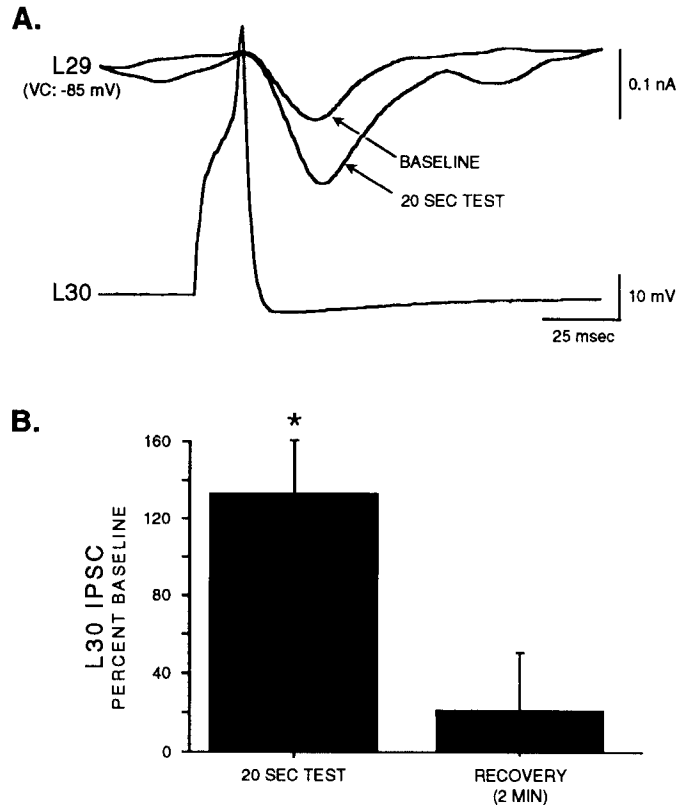 A.
L29
(VC: -85 mV)
0.1 nA
BASELINE
20 SEC TEST
L30
10 mV
25 msec
B.
*
L30 IPSC
PERCENT BASELINE
160
120
80
40
0
20 SEC TEST
RECOVERY
(2 MIN)